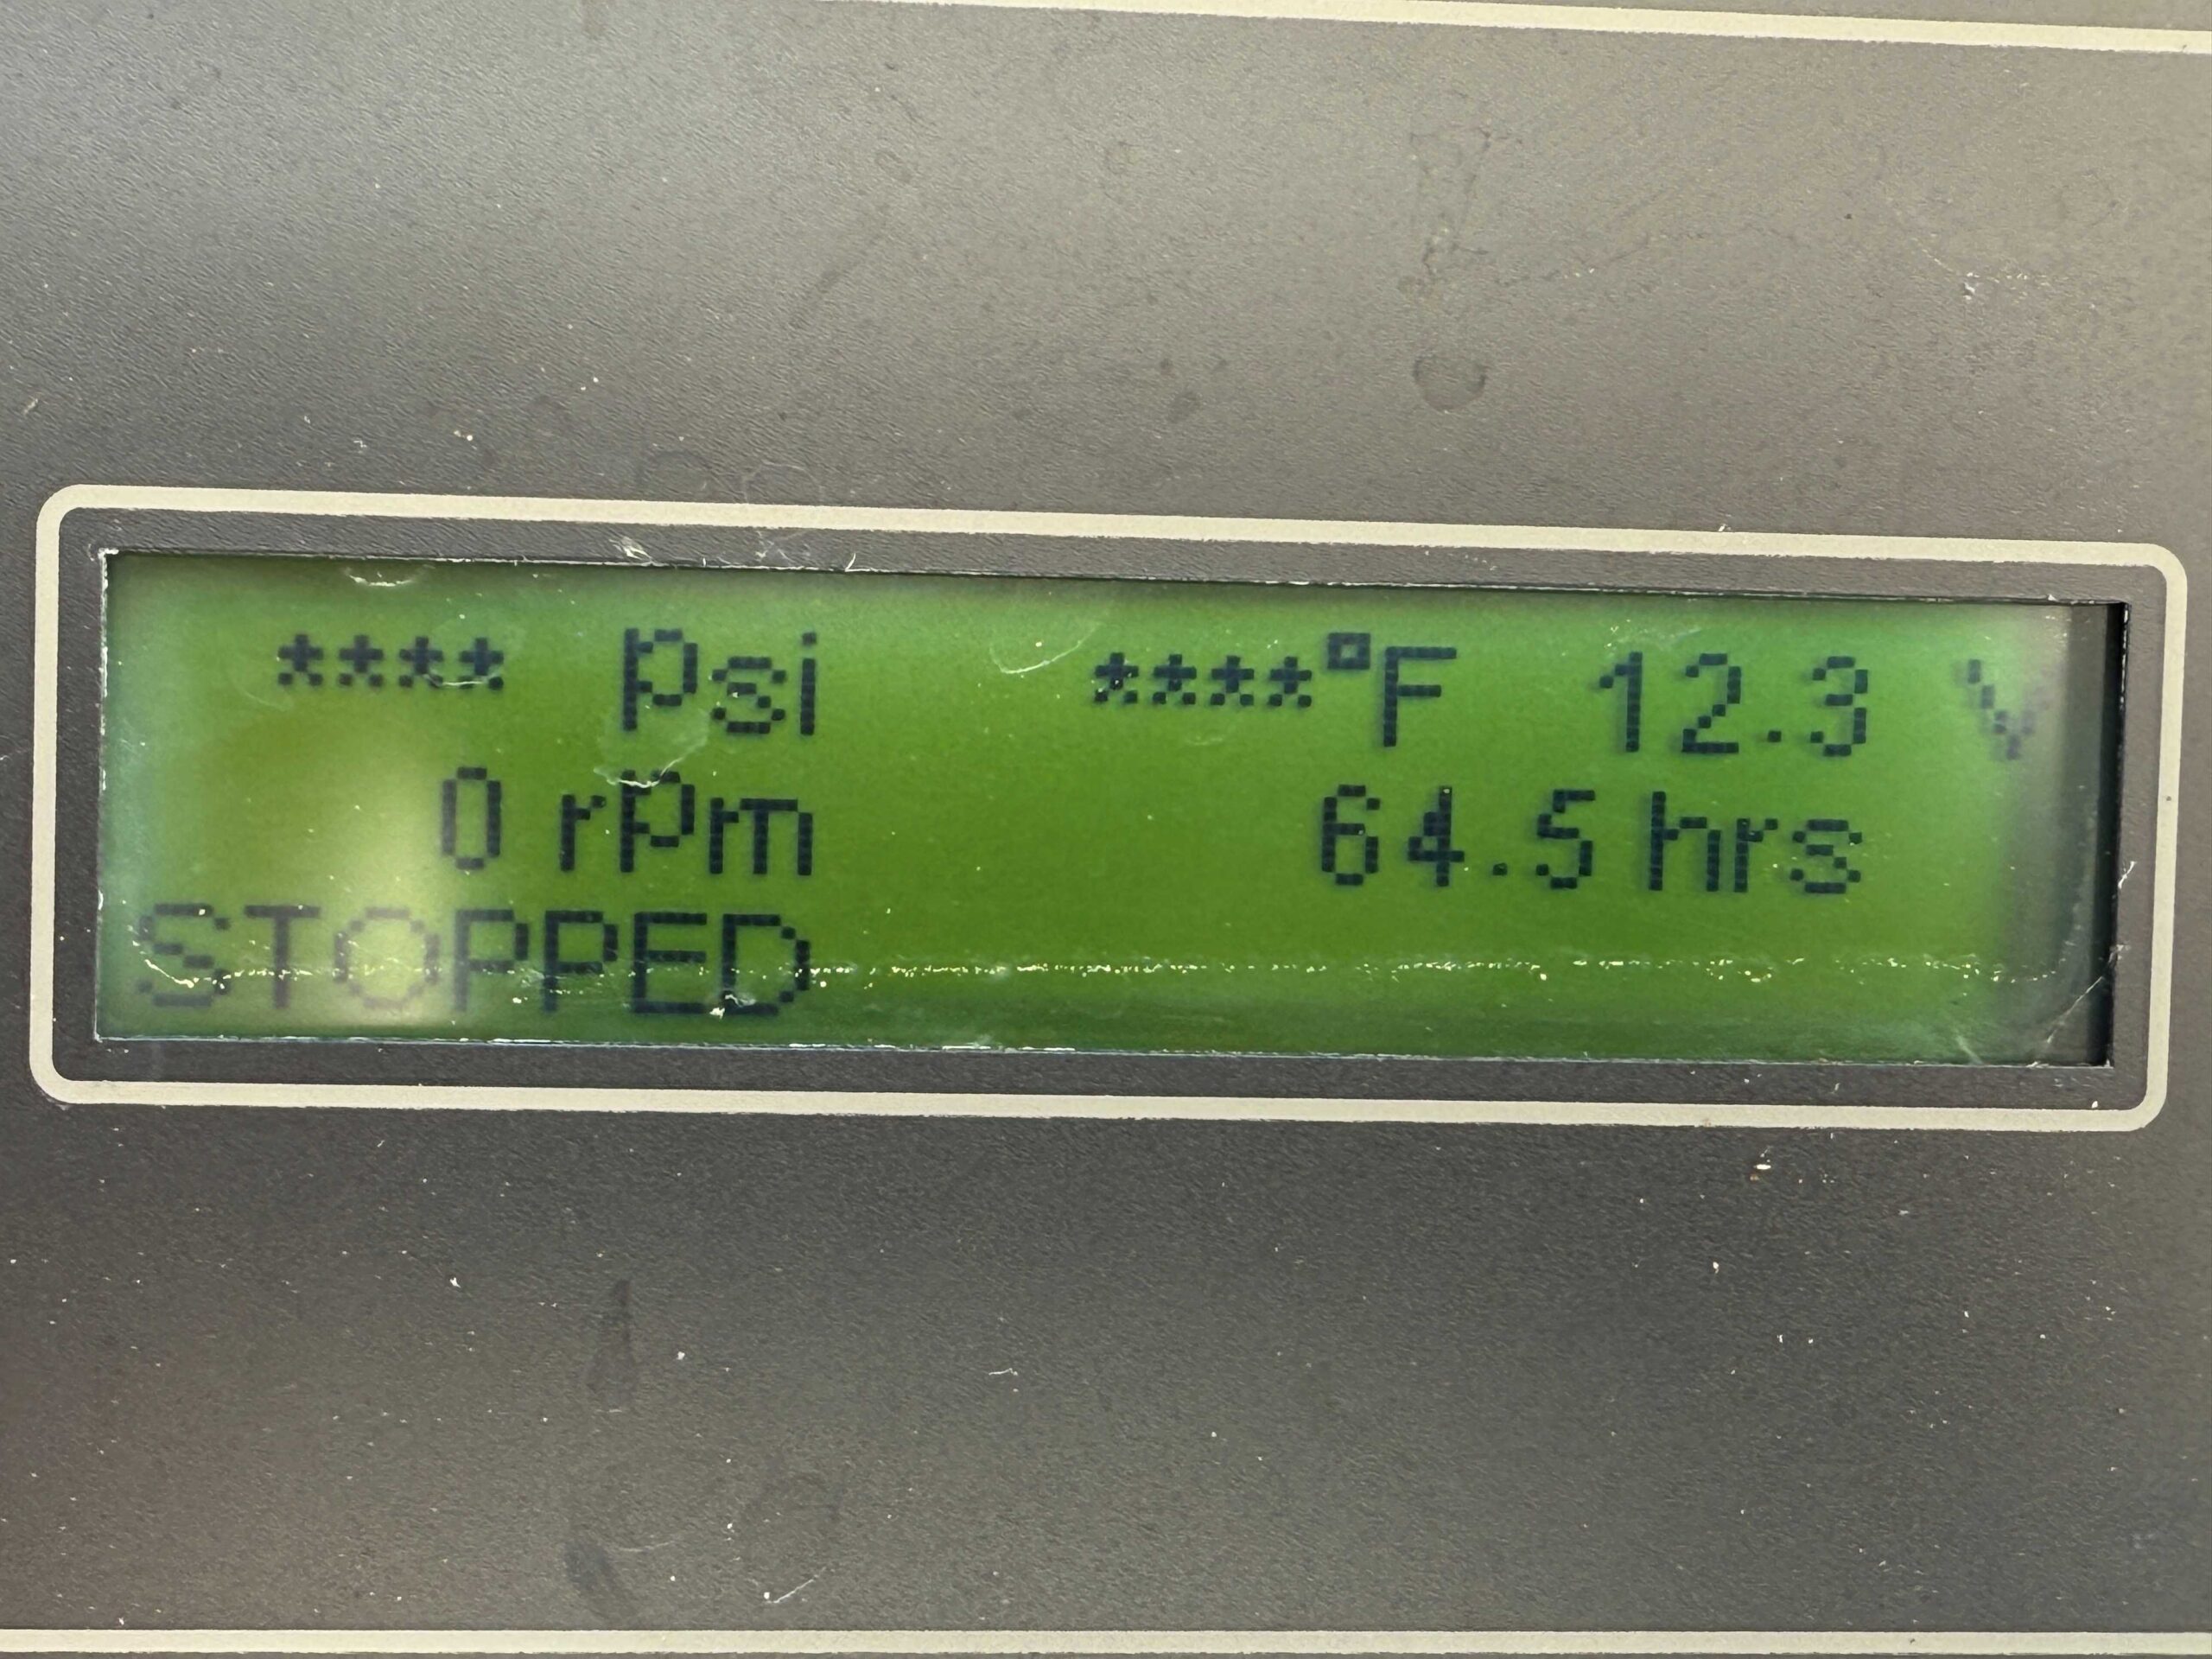 **** psi ****°F 12.3 V
0 rpm 64.5 hrs
STOPPED